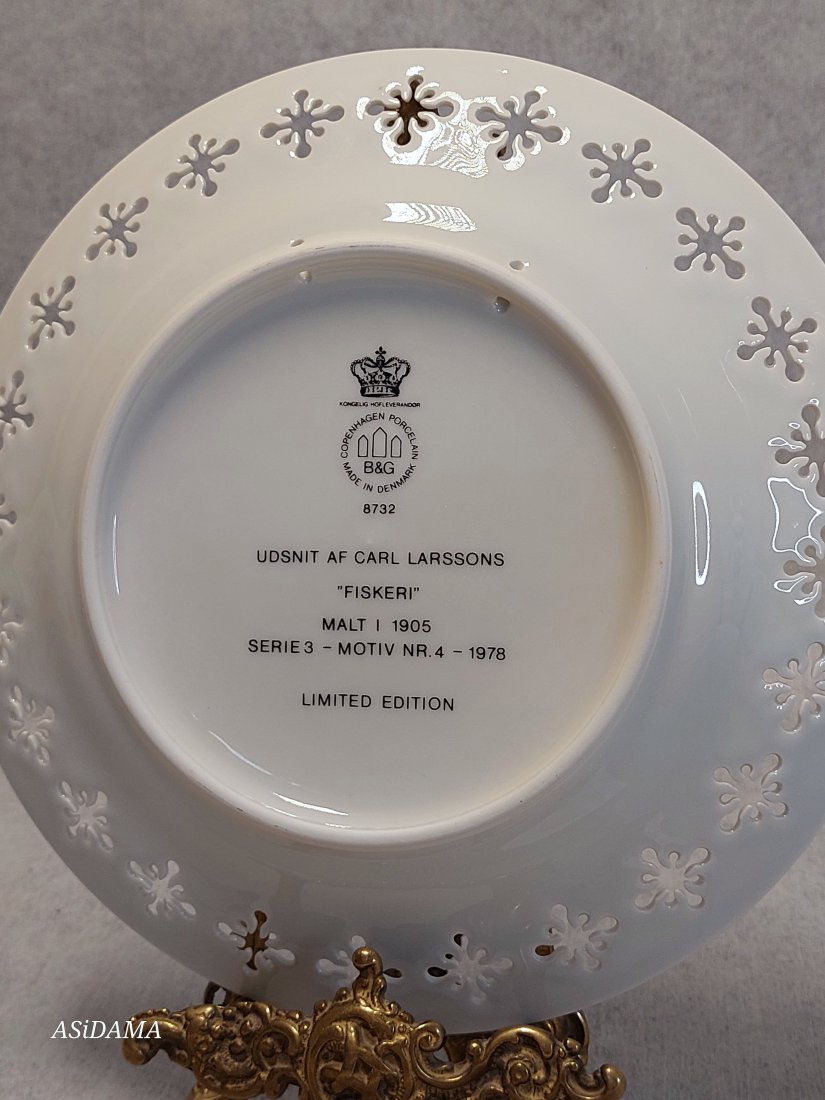 KONGELIG HOFLEVERANDØR
COPENHAGEN PORCELAIN
B&G
MADE IN DENMARK
8732
UDSNIT AF CARL LARSSONS
"FISKERI"
MALT I 1905
SERIE 3 - MOTIV NR. 4 - 1978
LIMITED EDITION
ASiDAMA